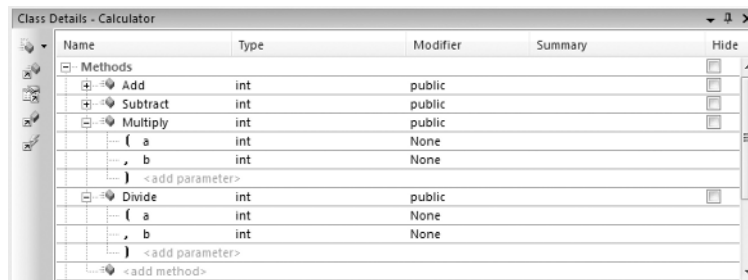 Class Details - Calculator
Name Type Modifier Summary Hide
Methods
Add int public
Subtract int public
Multiply int public
( a int None
, b int None
) <add parameter>
Divide int public
( a int None
, b int None
) <add parameter>
<add method>